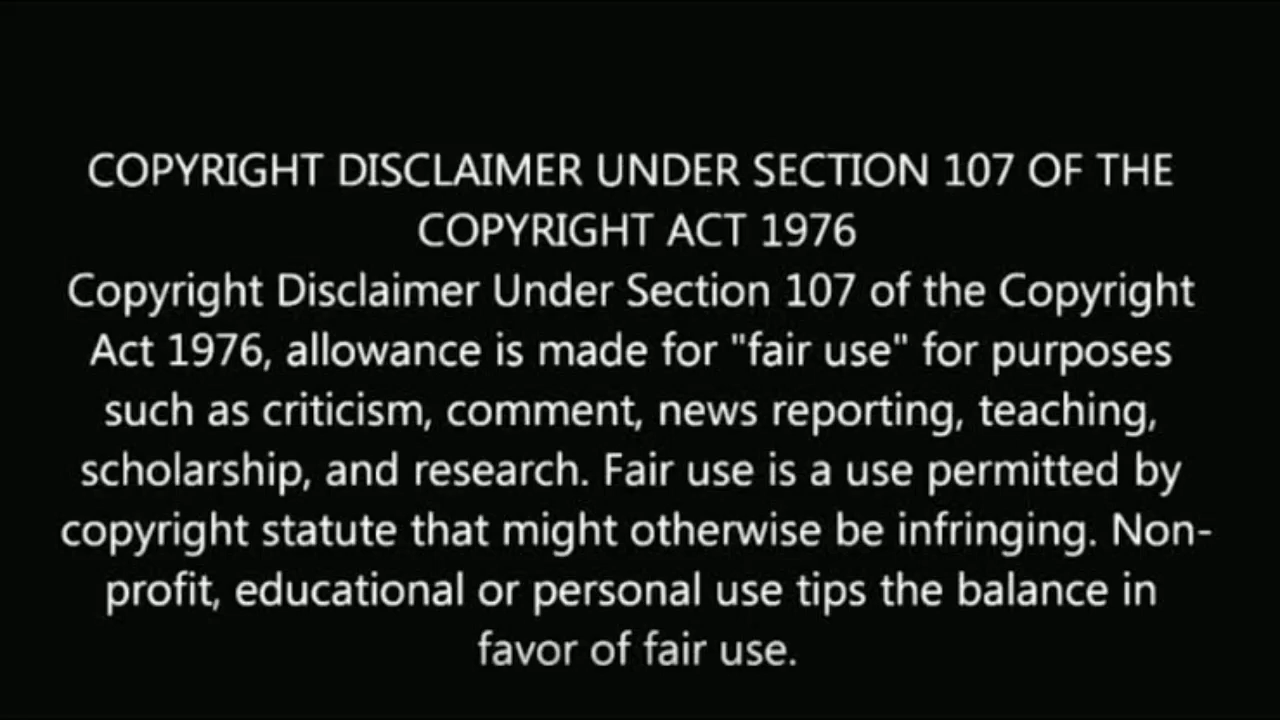 COPYRIGHT DISCLAIMER UNDER SECTION 107 OF THE
COPYRIGHT ACT 1976
Copyright Disclaimer Under Section 107 of the Copyright
Act 1976, allowance is made for "fair use" for purposes
such as criticism, comment, news reporting, teaching,
scholarship, and research. Fair use is a use permitted by
copyright statute that might otherwise be infringing. Non-
profit, educational or personal use tips the balance in
favor of fair use.